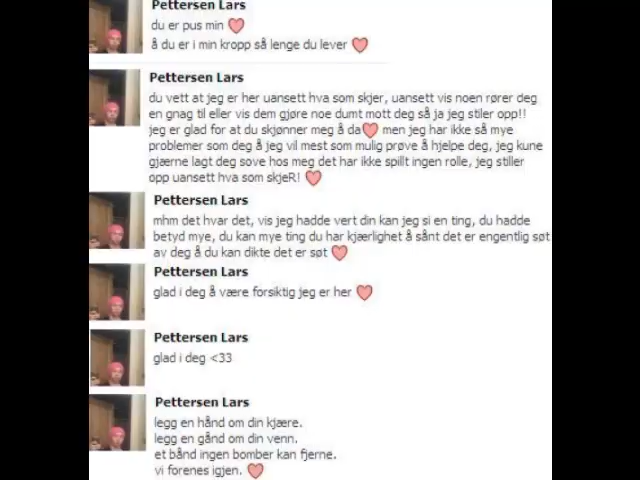 Pettersen Lars
du er pus min
å du er i min kropp så lenge du lever
Pettersen Lars
du vett at jeg er her uansett hva som skjer, uansett vis noen rører deg
en gnag til eller vis dem gjøre noe dumt mott deg så ja jeg stiler opp!!
jeg er glad for at du skjønner meg å da men jeg har ikke så mye
problemer som deg å jeg vil mest som mulig prøve å hjelpe deg, jeg kune
gjærne lagt deg sove hos meg det har ikke spillt ingen rolle, jeg stiller
opp uansett hva som skjeR!
Pettersen Lars
mhm det hvar det, vis jeg hadde vert din kan jeg si en ting, du hadde
betyd mye, du kan mye ting du har kjærlighet å sånt det er engentlig søt
av deg å du kan dikte det er søt
Pettersen Lars
glad i deg å være forsiktig jeg er her
Pettersen Lars
glad i deg <33
Pettersen Lars
legg en hånd om din kjære.
legg en gånd om din venn.
et bånd ingen bomber kan fjerne.
vi forenes igjen.